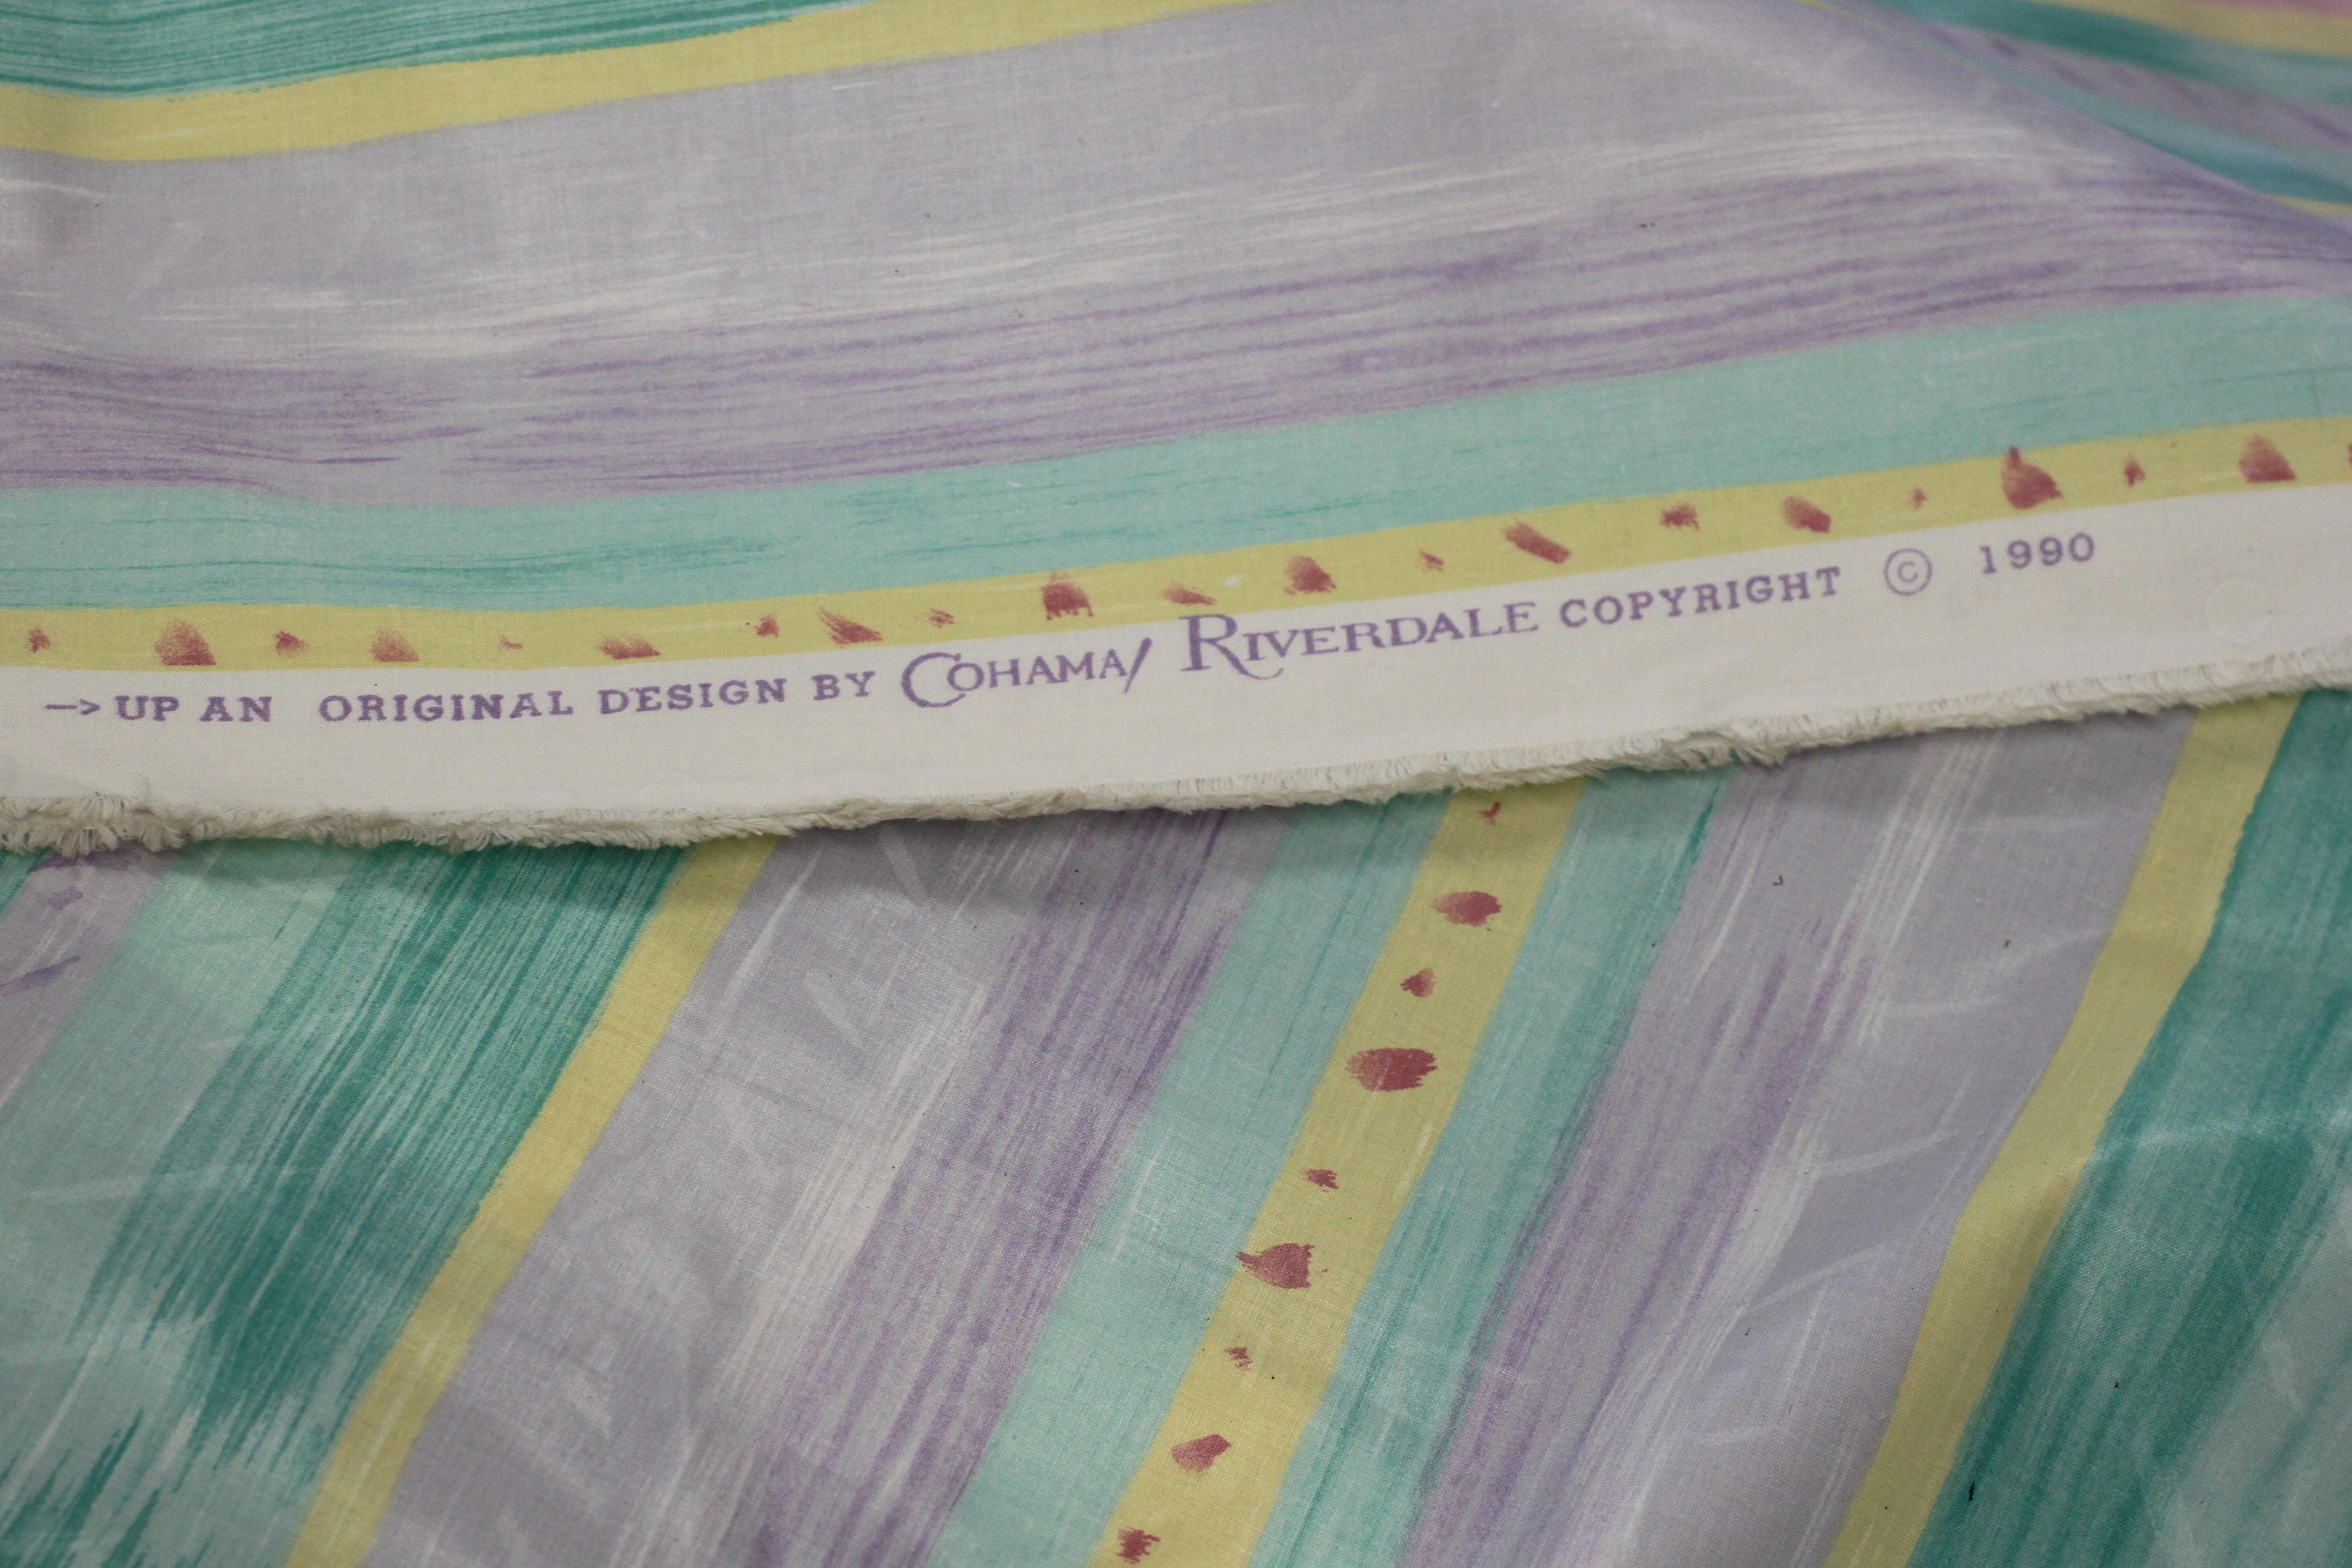 —> UP AN ORIGINAL DESIGN BY COHAMA/ RIVERDALE COPYRIGHT © 1990